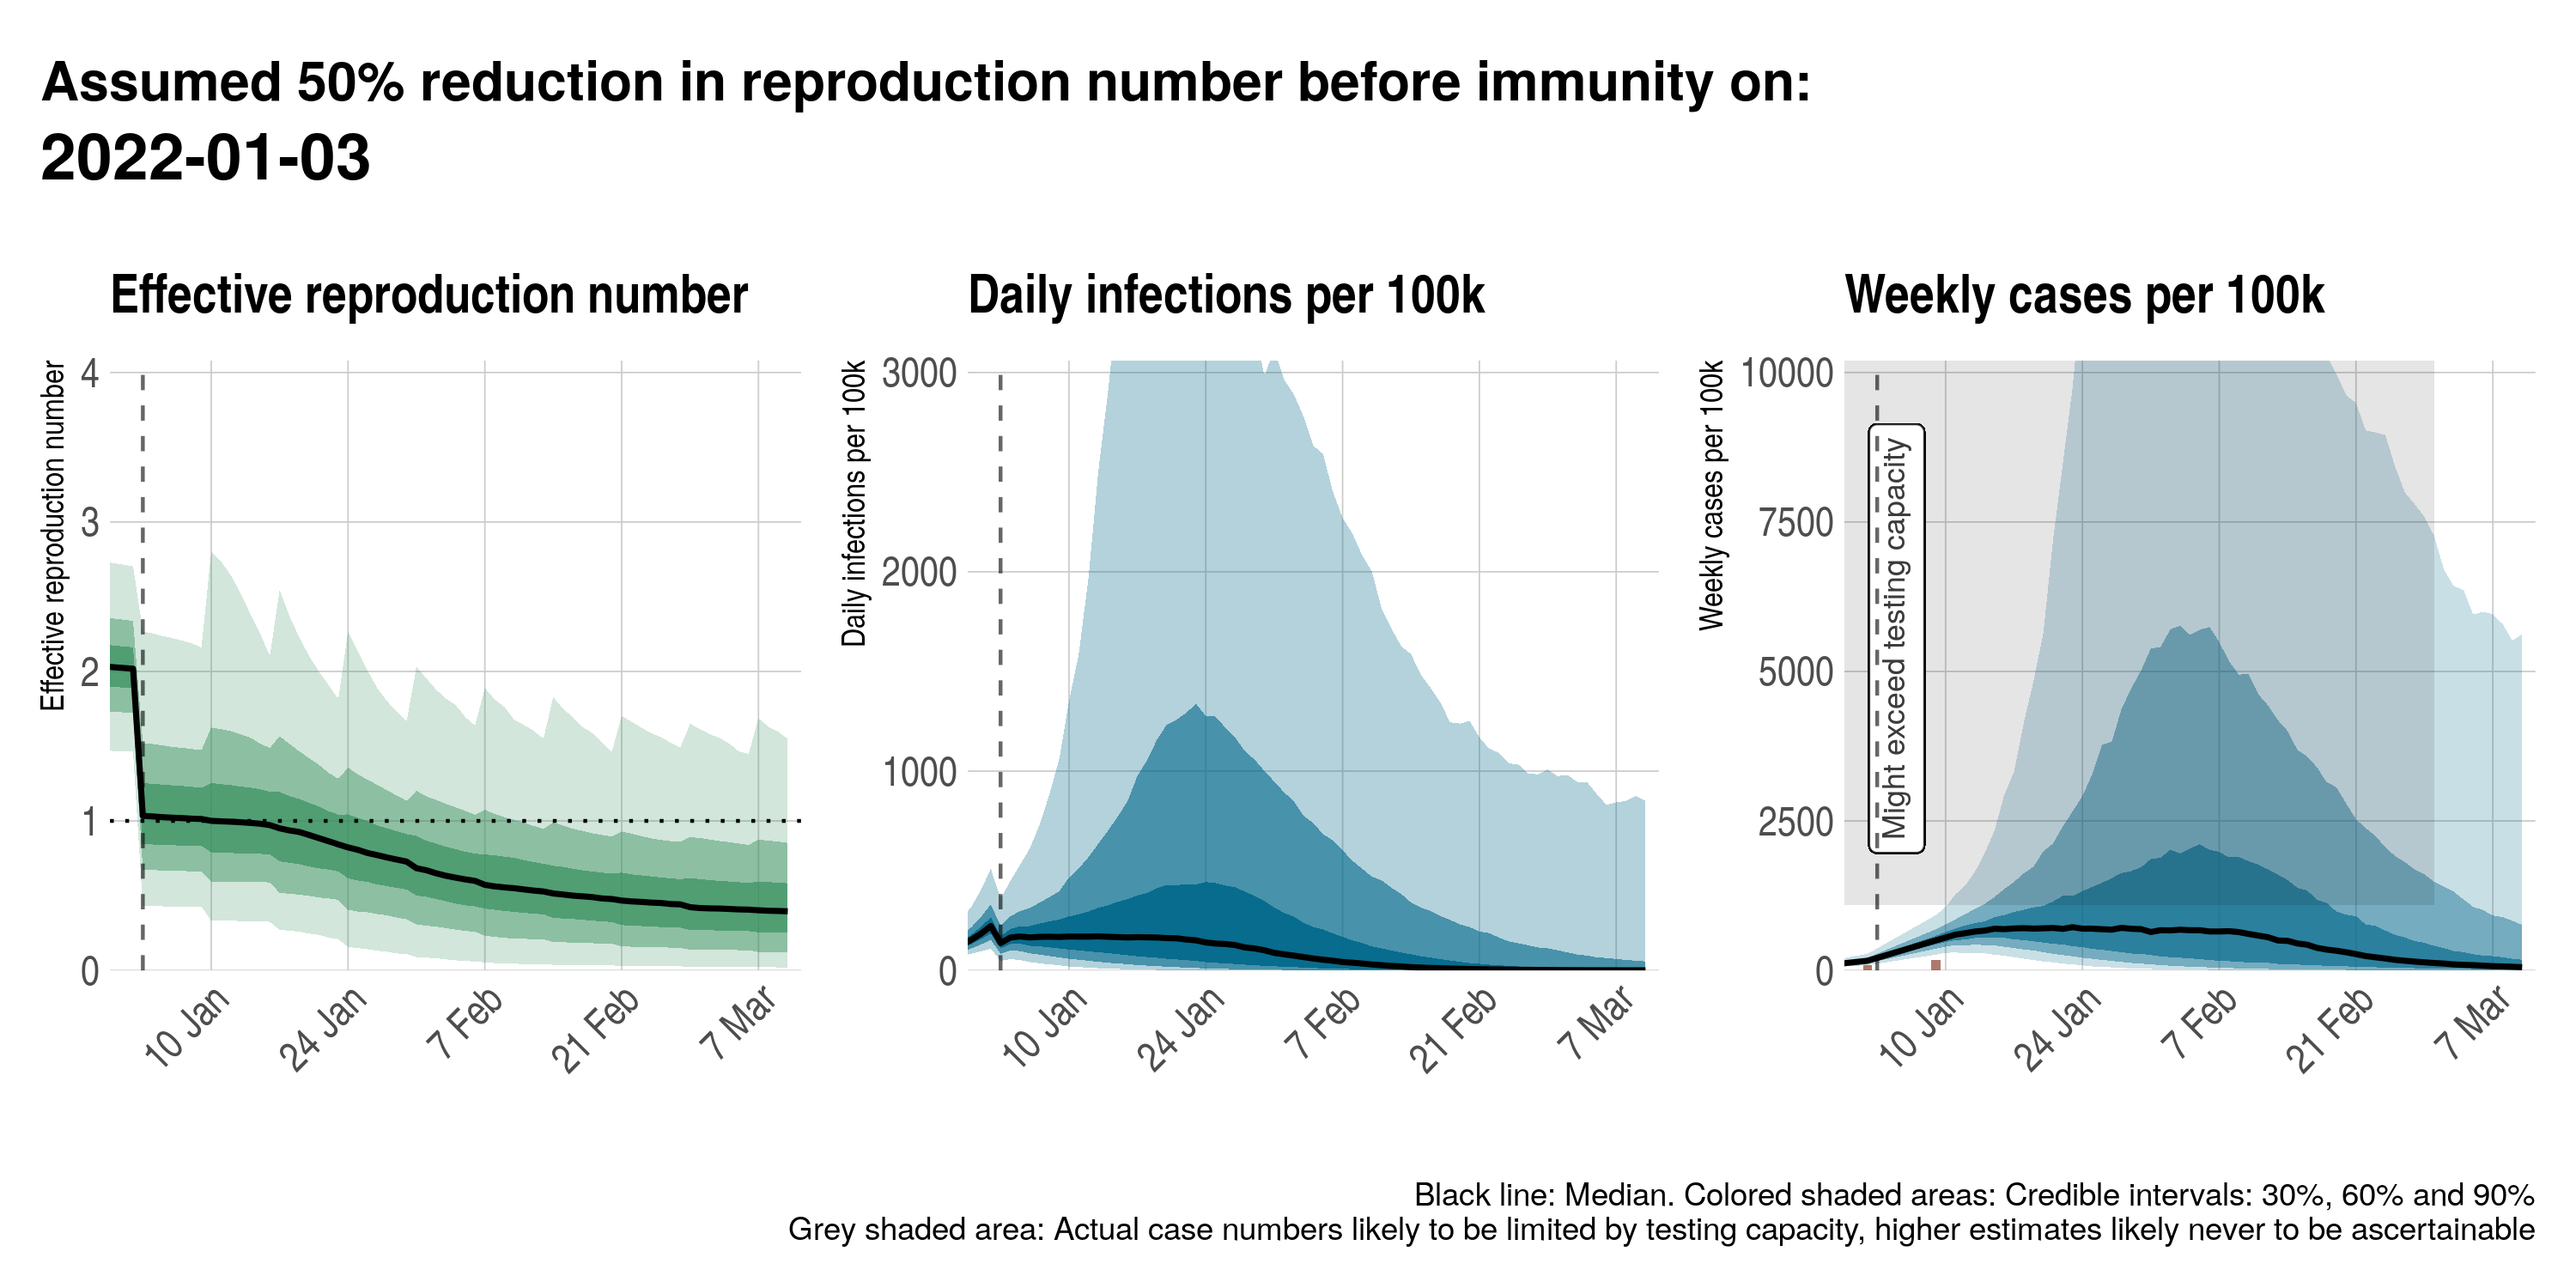 Assumed 50% reduction in reproduction number before immunity on:
2022-01-03
Effective reproduction number
Effective reproduction number
4
3
2
1
0
10 Jan
24 Jan
7 Feb
21 Feb
7 Mar
Daily infections per 100k
Daily infections per 100k
3000
2000
1000
0
10 Jan
24 Jan
7 Feb
21 Feb
7 Mar
Weekly cases per 100k
Weekly cases per 100k
10000
7500
5000
2500
0
Might exceed testing capacity
10 Jan
24 Jan
7 Feb
21 Feb
7 Mar
Black line: Median. Colored shaded areas: Credible intervals: 30%, 60% and 90%
Grey shaded area: Actual case numbers likely to be limited by testing capacity, higher estimates likely never to be ascertainable